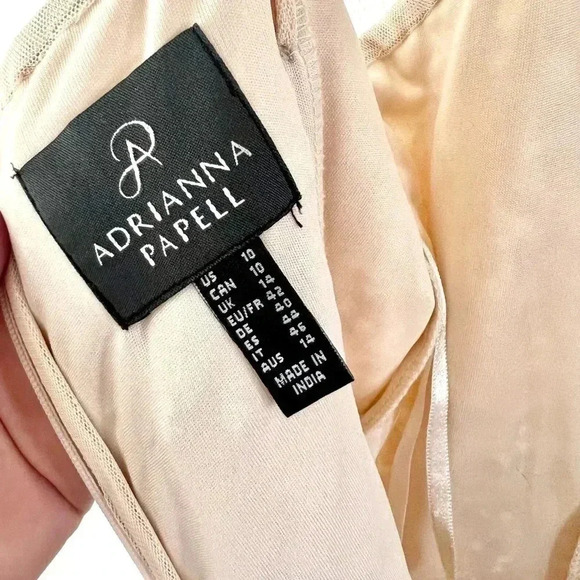 ADRIANNA
PAPELL
US 10
CAN 10
UK 14
EU/FR 42
DE 40
ES 44
IT 46
AUS 14
MADE IN
INDIA